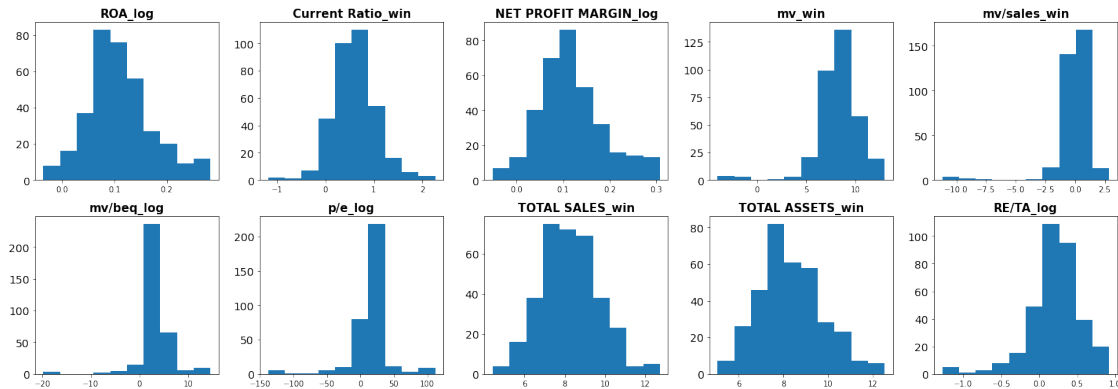 ROA_log
80
60
40
20
0
0.0 0.1 0.2
Current Ratio_win
100
80
60
40
20
0
−1 0 1 2
NET PROFIT MARGIN_log
80
60
40
20
0
0.0 0.1 0.2 0.3
mv_win
125
100
75
50
25
0
0 5 10
mv/sales_win
150
100
50
0
−10.0 −7.5 −5.0 −2.5 0.0 2.5
mv/beq_log
200
150
100
50
0
−20 −10 0 10
p/e_log
200
150
100
50
0
−150 −100 −50 0 50 100
TOTAL SALES_win
60
40
20
0
4 6 8 10 12
TOTAL ASSETS_win
80
60
40
20
0
6 8 10 12
RE/TA_log
100
80
60
40
20
0
−1.0 −0.5 0.0 0.5 1.0